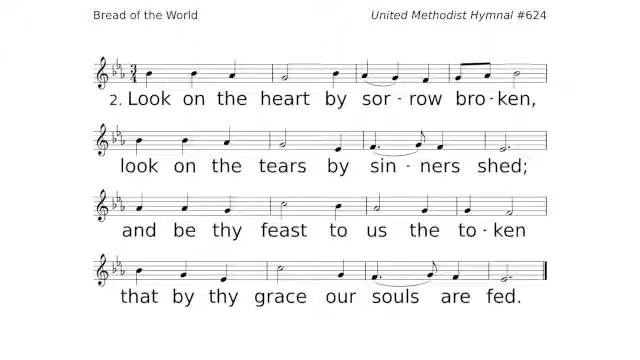 Bread of the World
United Methodist Hymnal #624
2. Look on the heart by sor - row bro - ken,
look on the tears by sin - ners shed;
and be thy feast to us the to - ken
that by thy grace our souls are fed.